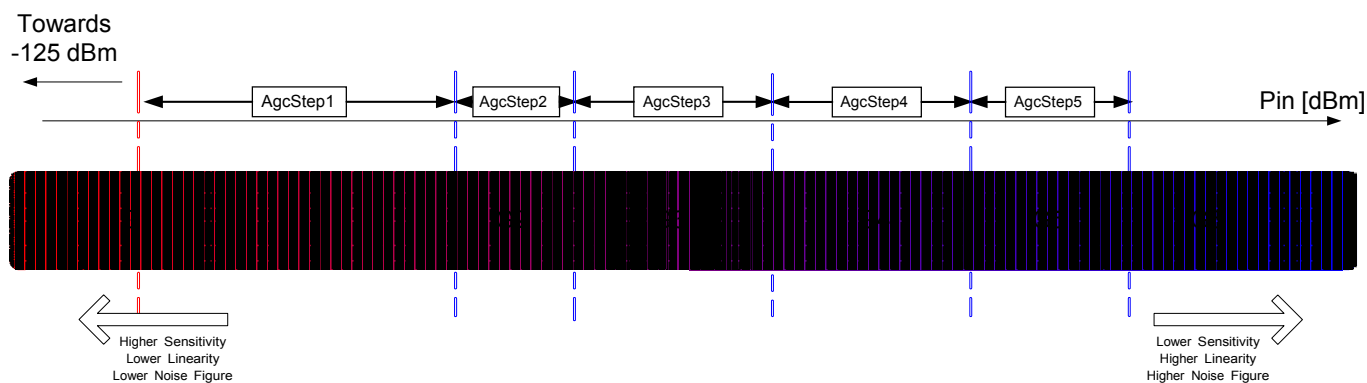 Towards
-125 dBm
AgcStep1
AgcStep2
AgcStep3
AgcStep4
AgcStep5
Pin [dBm]
Higher Sensitivity
Lower Linearity
Lower Noise Figure
Lower Sensitivity
Higher Linearity
Higher Noise Figure